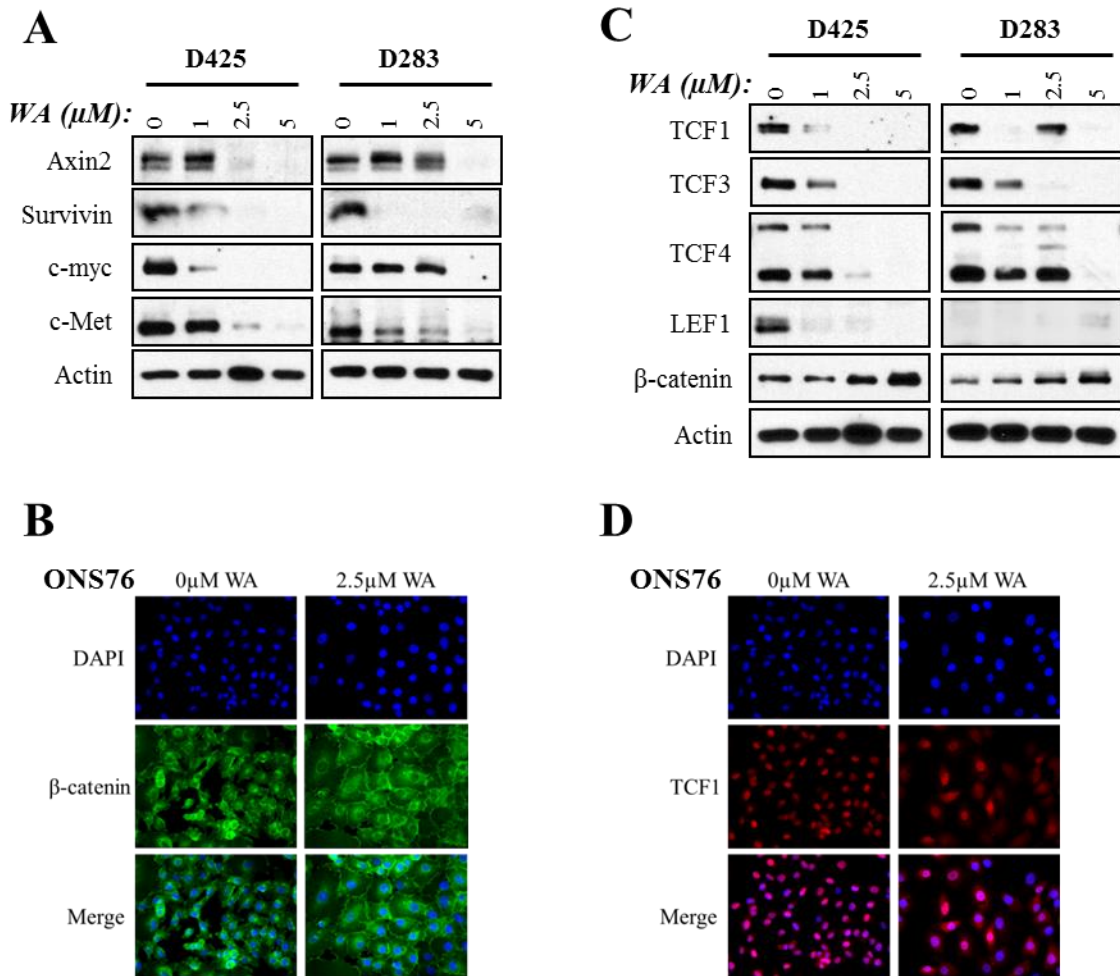 A
D425 D283
WA (µM):
0 1 2.5 5 0 1 2.5 5
Axin2
Survivin
c-myc
c-Met
Actin
C
D425 D283
WA (µM):
0 1 2.5 5 0 1 2.5 5
TCF1
TCF3
TCF4
LEF1
β-catenin
Actin
B
ONS76 0µM WA 2.5µM WA
DAPI
β-catenin
Merge
D
ONS76 0µM WA 2.5µM WA
DAPI
TCF1
Merge